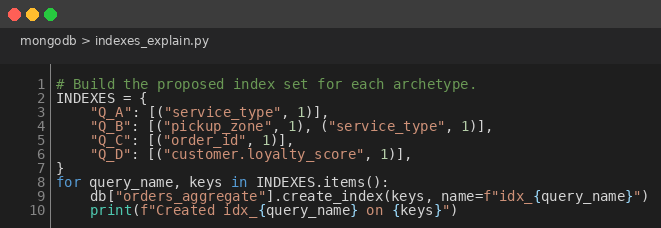 mongodb > indexes_explain.py
1 # Build the proposed index set for each archetype.
2 INDEXES = {
3     "Q_A": [("service_type", 1)],
4     "Q_B": [("pickup_zone", 1), ("service_type", 1)],
5     "Q_C": [("order_id", 1)],
6     "Q_D": [("customer.loyalty_score", 1)],
7 }
8 for query_name, keys in INDEXES.items():
9     db["orders_aggregate"].create_index(keys, name=f"idx_{query_name}")
10     print(f"Created idx_{query_name} on {keys}")